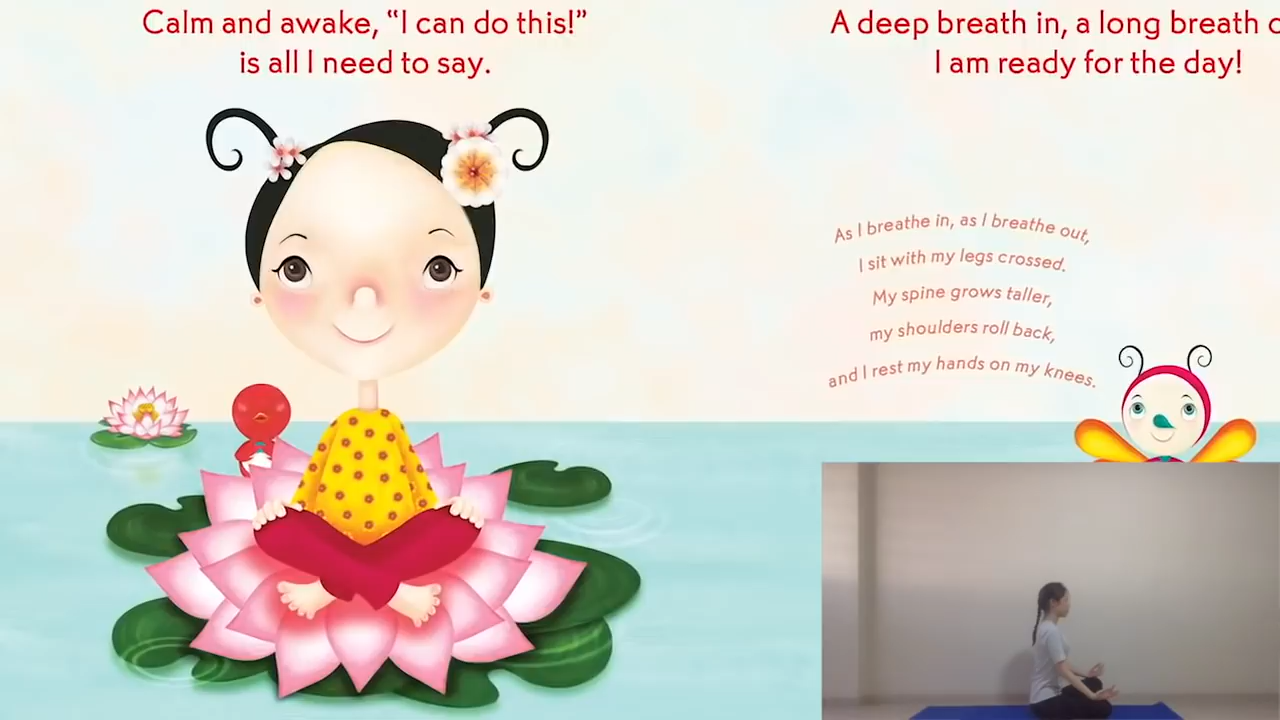 Calm and awake, "I can do this!"
is all I need to say.
A deep breath in, a long breath
I am ready for the day!
As I breathe in, as I breathe out,
I sit with my legs crossed.
My spine grows taller,
my shoulders roll back,
and I rest my hands on my knees.